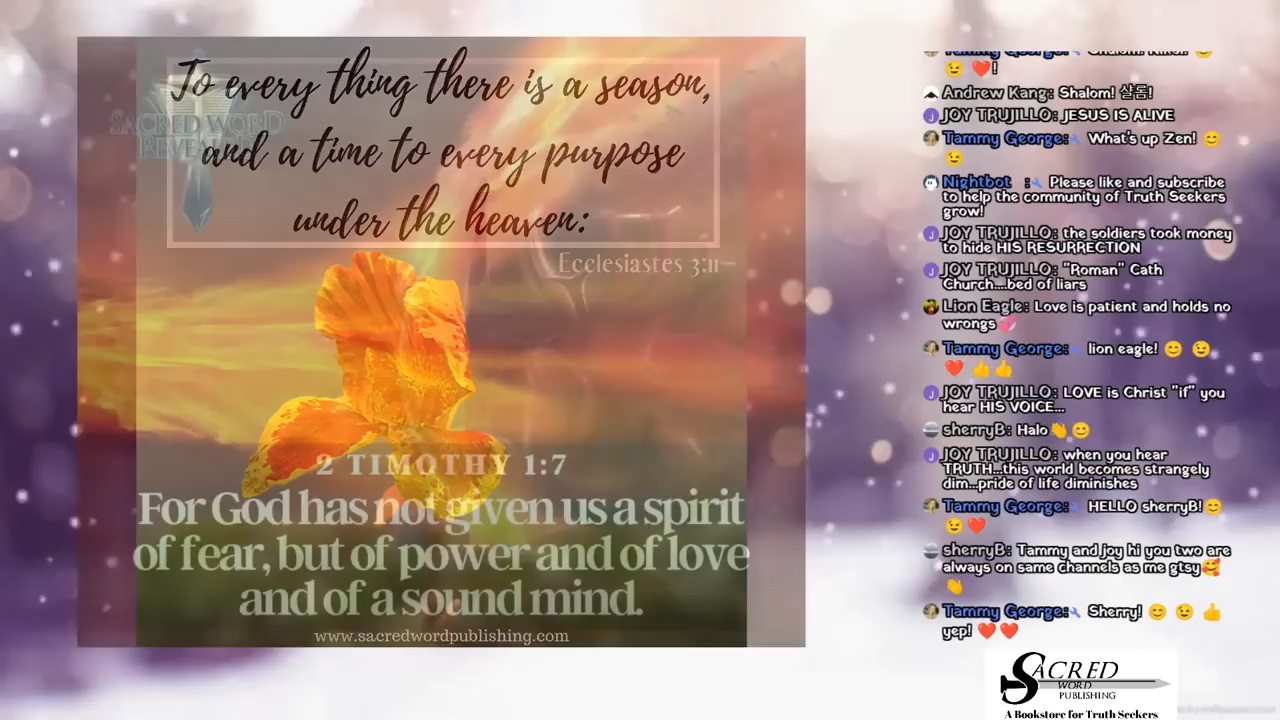 To every thing there is a season,
and a time to every purpose
under the heaven:
SACRED WORD
Ecclesiastes 3:11
2 TIMOTHY 1:7
For God has not given us a spirit
of fear, but of power and of love
and of a sound mind.
www.sacredwordpublishing.com
Tammy George: Shalom!
😉 ❤️!
Andrew Kang: Shalom! 샬롬!
JOY TRUJILLO: JESUS IS ALIVE
Tammy George: What's up Zen! 😊
😉
Nightbot : Please like and subscribe
to help the community of Truth Seekers
grow!
JOY TRUJILLO: the soldiers took money
to hide HIS RESURRECTION
JOY TRUJILLO: "Roman" Cath
Church....bed of liars
Lion Eagle: Love is patient and holds no
wrongs💞
Tammy George: lion eagle! 😊 😉
❤️ 👍👍
JOY TRUJILLO: LOVE is Christ "if" you
hear HIS VOICE...
sherryB: Halo👋😊
JOY TRUJILLO: when you hear
TRUTH...this world becomes strangely
dim...pride of life diminishes
Tammy George: HELLO sherryB!😊
😉❤️
sherryB: Tammy and joy hi you two are
always on same channels as me gtsy🥰
👋
Tammy George: Sherry! 😊 😉 👍
yep! ❤️❤️
SACRED
WORD
PUBLISHING
A Bookstore for Truth Seekers